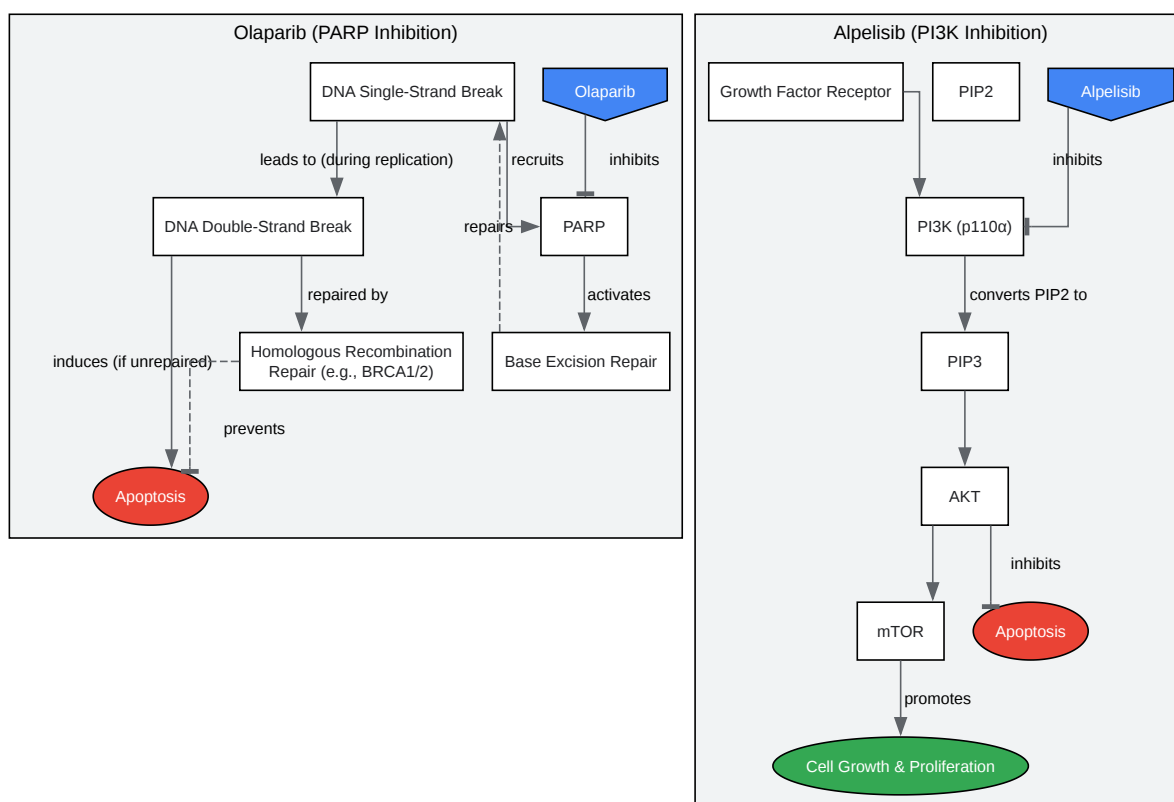 Olaparib (PARP Inhibition)
DNA Single-Strand Break
Olaparib
leads to (during replication)
recruits
inhibits
DNA Double-Strand Break
repairs
PARP
repaired by
activates
induces (if unrepaired)
Homologous Recombination
Repair (e.g., BRCA1/2)
Base Excision Repair
prevents
Apoptosis
Alpelisib (PI3K Inhibition)
Growth Factor Receptor
PIP2
Alpelisib
inhibits
PI3K (p110α)
converts PIP2 to
PIP3
AKT
inhibits
mTOR
Apoptosis
promotes
Cell Growth & Proliferation